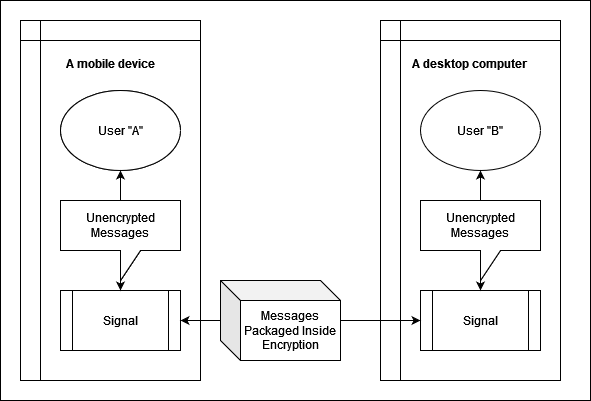 A mobile device
User "A"
Unencrypted
Messages
Signal
Messages
Packaged Inside
Encryption
A desktop computer
User "B"
Unencrypted
Messages
Signal